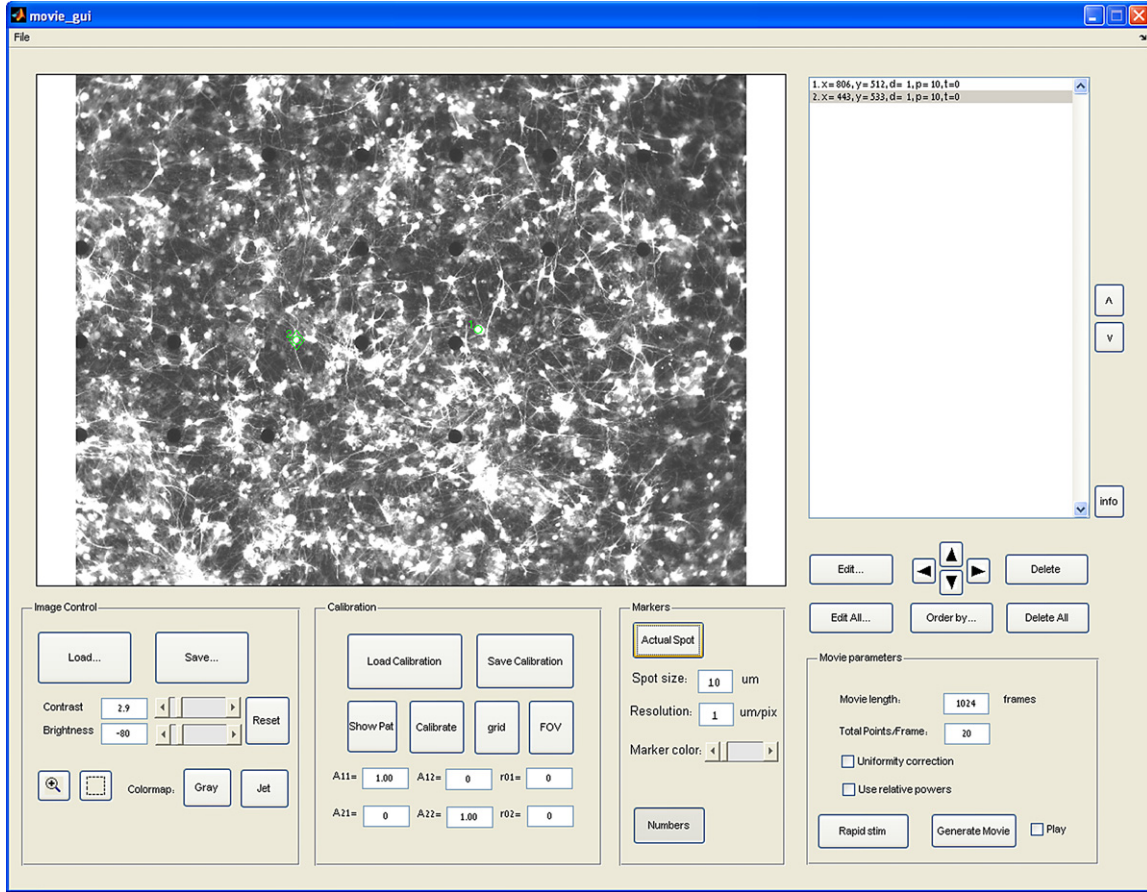 movie_gui
File
1. x= 806, y= 512, d= 1, p= 10, t=0
2. x= 443, y= 533, d= 1, p= 10, t=0
1
2
^
v
info
Edit...
Delete
Edit All...
Order by...
Delete All
Image Control
Load...
Save...
Contrast 2.9
Brightness -80
Reset
Colormap: Gray Jet
Calibration
Load Calibration
Save Calibration
Show Pat
Calibrate
grid
FOV
A11= 1.00 A12= 0 r01= 0
A21= 0 A22= 1.00 r02= 0
Markers
Actual Spot
Spot size: 10 um
Resolution: 1 um/pix
Marker color:
Numbers
Movie parameters
Movie length: 1024 frames
Total Points/Frame: 20
Uniformity correction
Use relative powers
Rapid stim
Generate Movie
Play